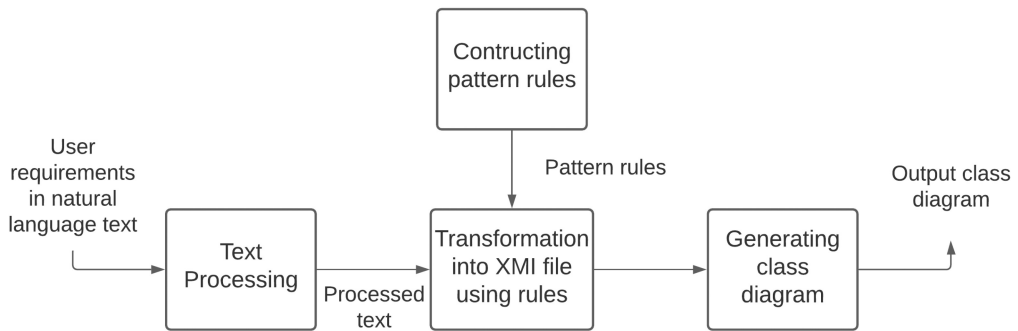 Contructing
pattern rules
User
requirements
in natural
language text
Pattern rules
Output class
diagram
Text
Processing
Processed
text
Transformation
into XMI file
using rules
Generating
class
diagram